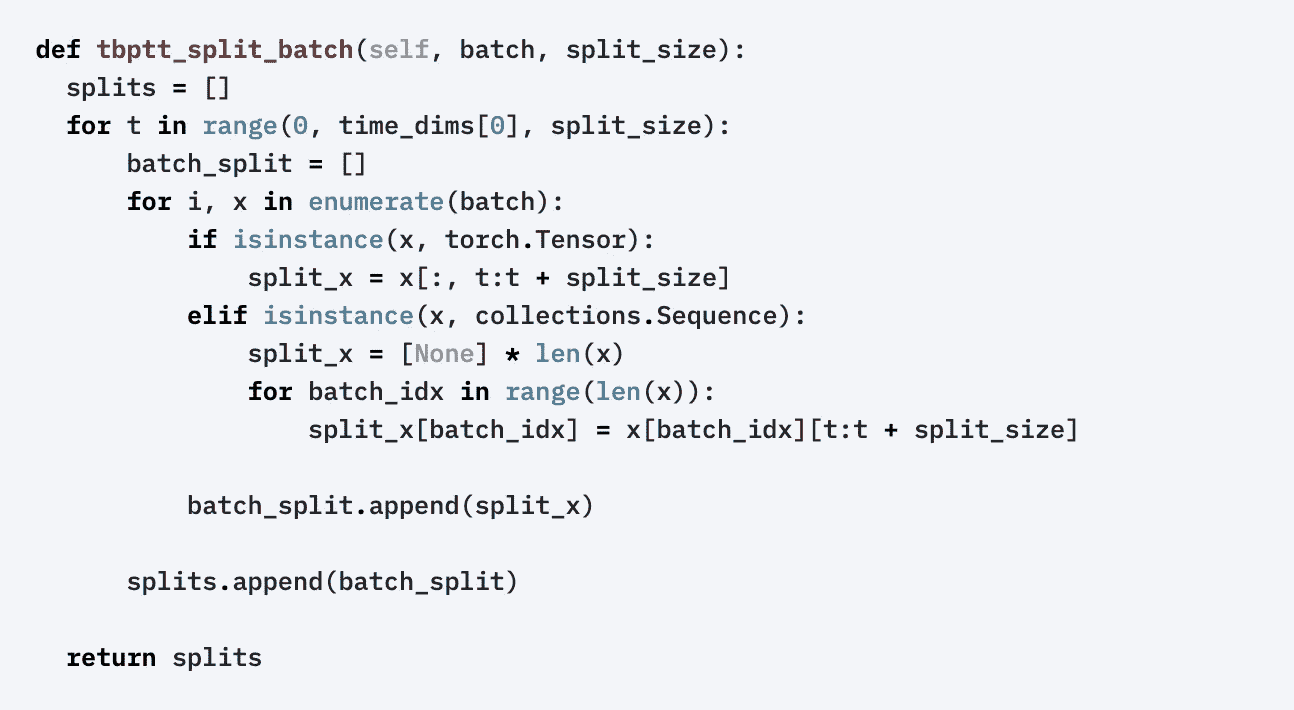 def tbptt_split_batch(self, batch, split_size):
  splits = []
  for t in range(0, time_dims[0], split_size):
      batch_split = []
      for i, x in enumerate(batch):
          if isinstance(x, torch.Tensor):
              split_x = x[:, t:t + split_size]
          elif isinstance(x, collections.Sequence):
              split_x = [None] * len(x)
              for batch_idx in range(len(x)):
                  split_x[batch_idx] = x[batch_idx][t:t + split_size]

          batch_split.append(split_x)

      splits.append(batch_split)

  return splits